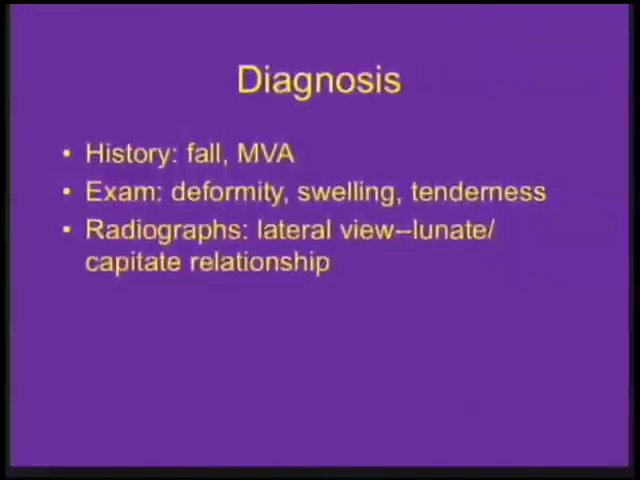 Diagnosis
• History: fall, MVA
• Exam: deformity, swelling, tenderness
• Radiographs: lateral view--lunate/
capitate relationship